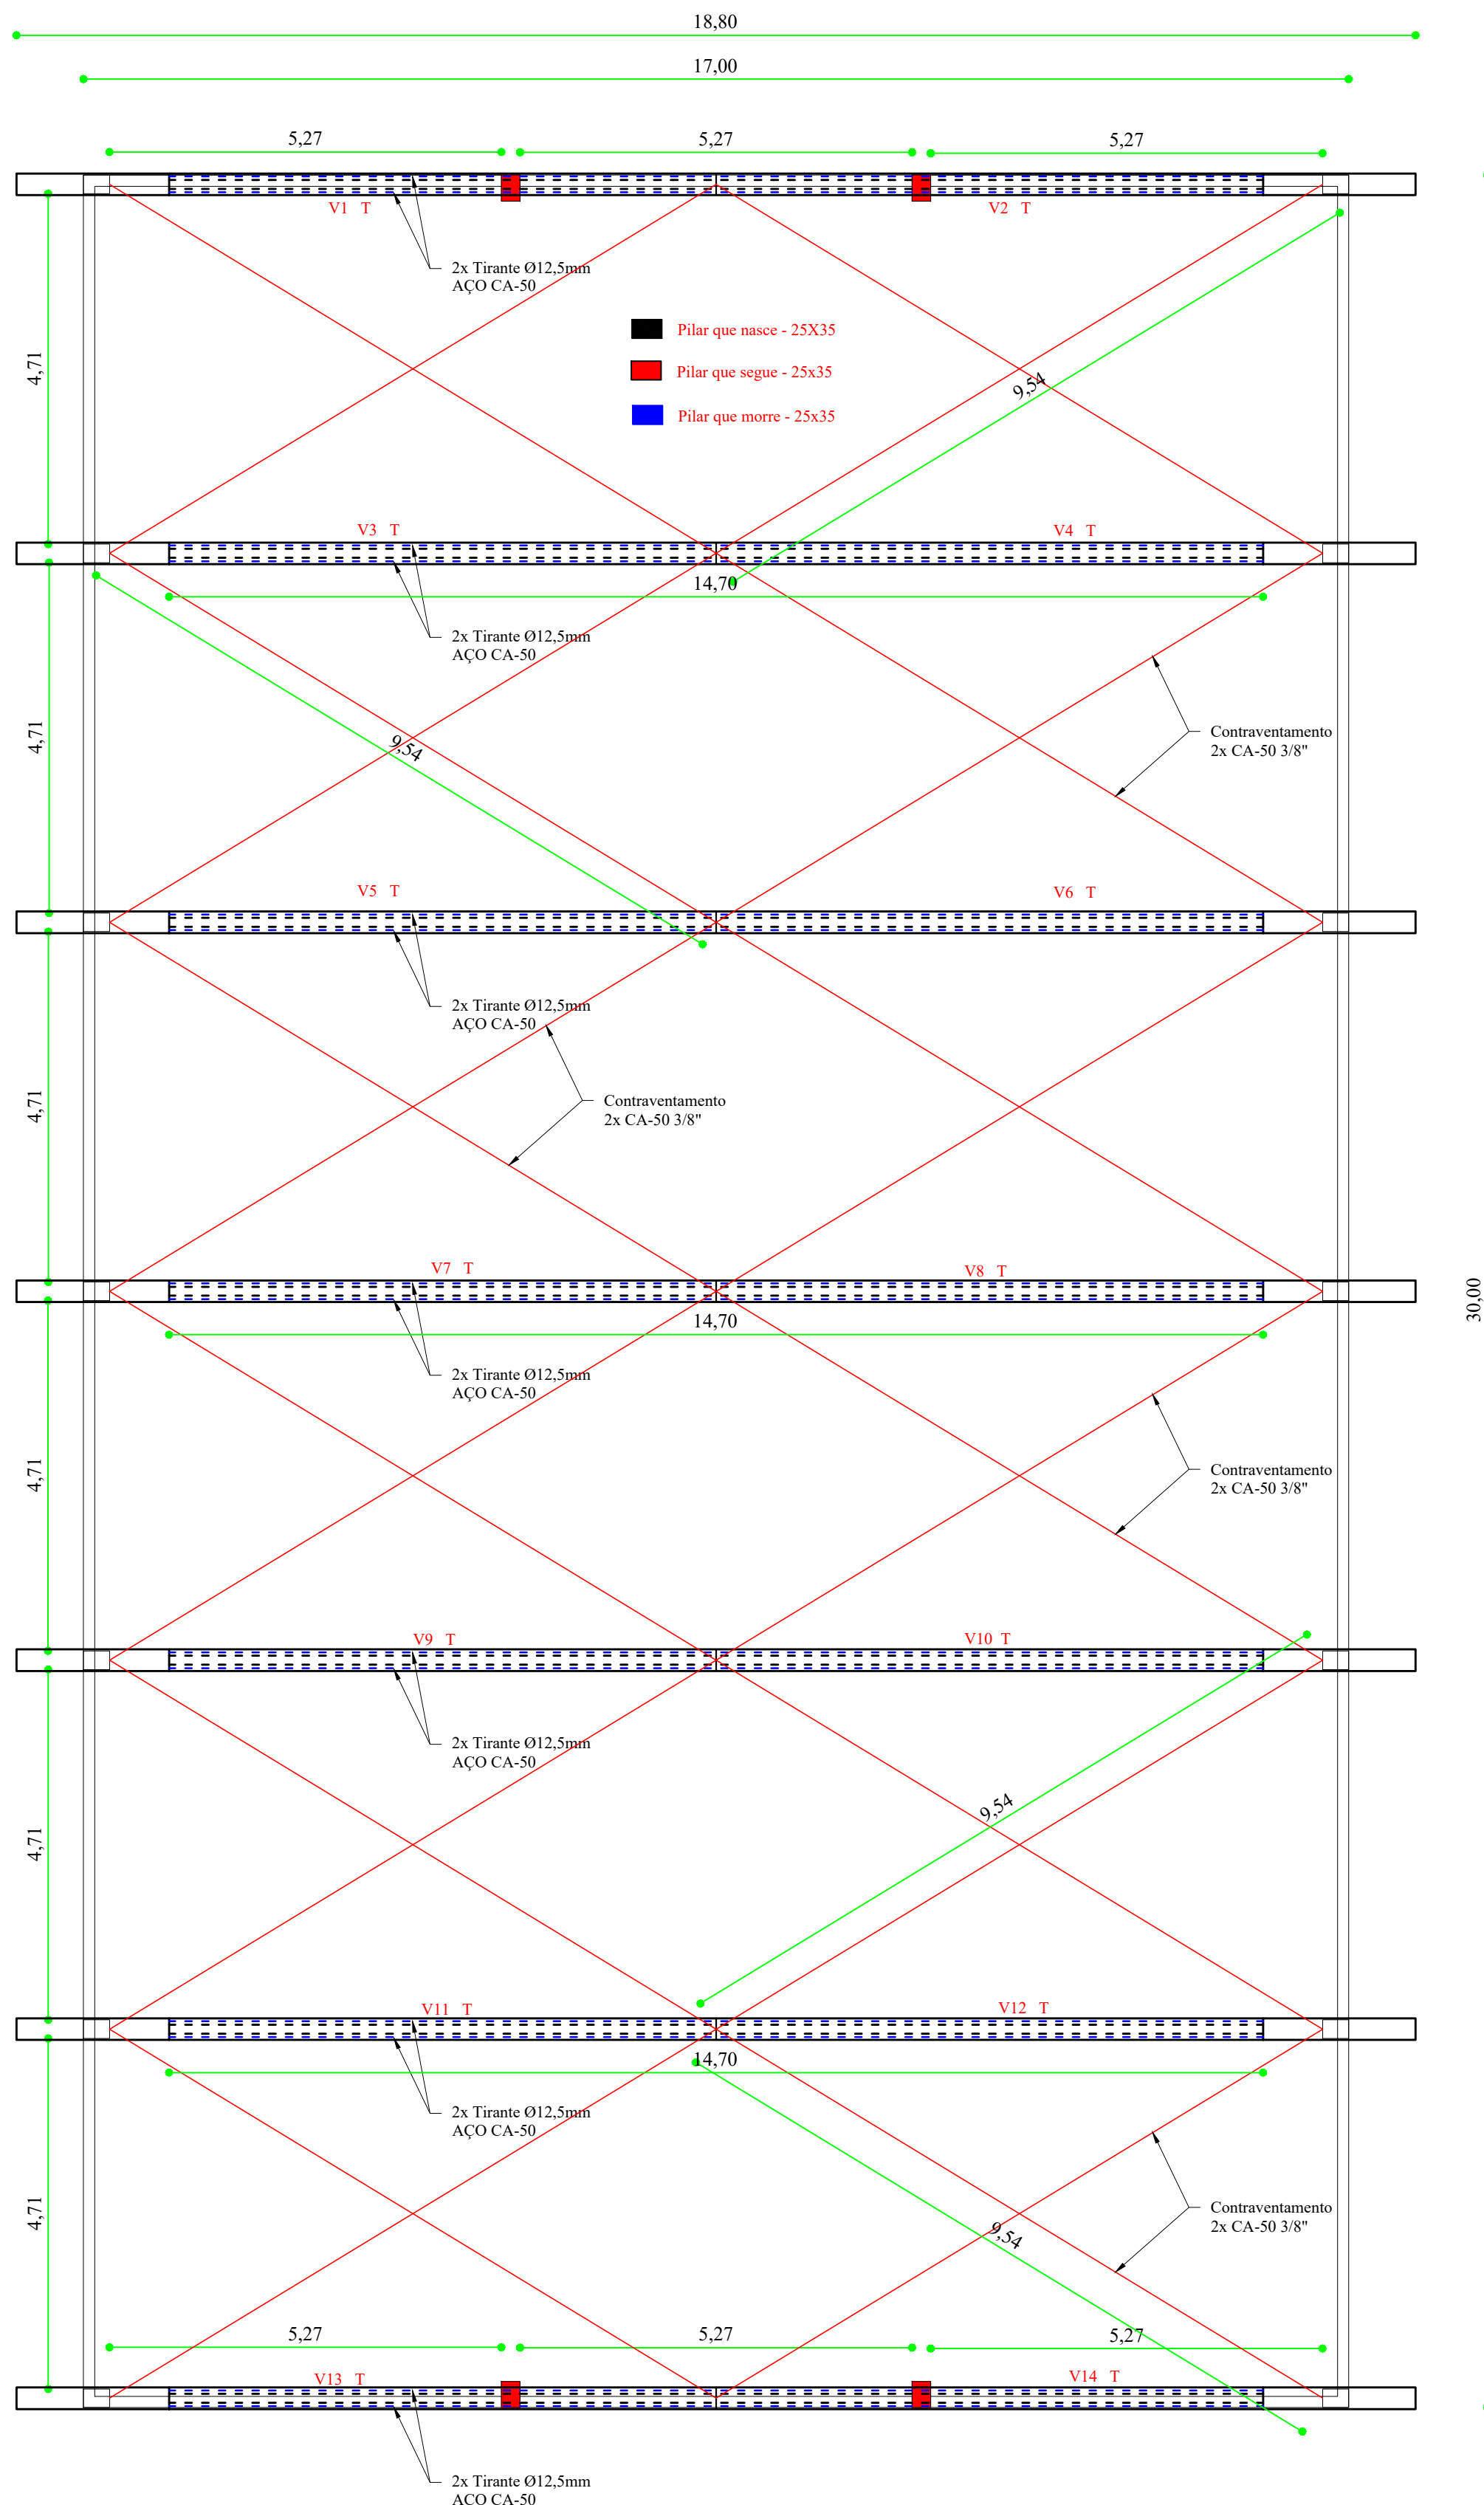 18,80
17,00
5,27
5,27
5,27
V1 T
V2 T
2x Tirante Ø12,5mm
AÇO CA-50
Pilar que nasce - 25X35
Pilar que segue - 25x35
Pilar que morre - 25x35
4,71
9,54
V3 T
V4 T
14,70
2x Tirante Ø12,5mm
AÇO CA-50
4,71
9,54
Contraventamento
2x CA-50 3/8"
V5 T
V6 T
2x Tirante Ø12,5mm
AÇO CA-50
4,71
Contraventamento
2x CA-50 3/8"
V7 T
V8 T
30,00
14,70
2x Tirante Ø12,5mm
AÇO CA-50
4,71
Contraventamento
2x CA-50 3/8"
V9 T
V10 T
2x Tirante Ø12,5mm
AÇO CA-50
4,71
9,54
V11 T
V12 T
14,70
2x Tirante Ø12,5mm
AÇO CA-50
4,71
Contraventamento
2x CA-50 3/8"
9,54
5,27
5,27
5,27
V13 T
V14 T
2x Tirante Ø12,5mm
AÇO CA-50